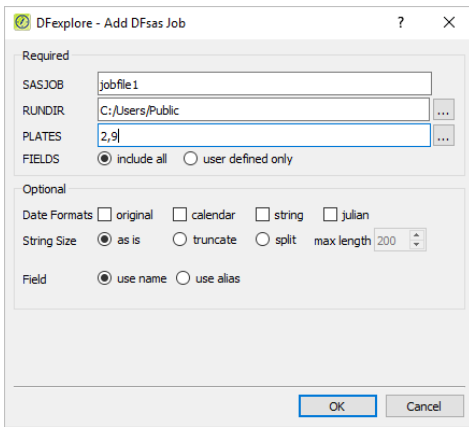 DFexplore - Add DFsas Job ? ×
Required
SASJOB jobfile1
RUNDIR C:/Users/Public ...
PLATES 2,9 ...
FIELDS include all user defined only
Optional
Date Formats original calendar string julian
String Size as is truncate split max length 200
Field use name use alias
OK Cancel